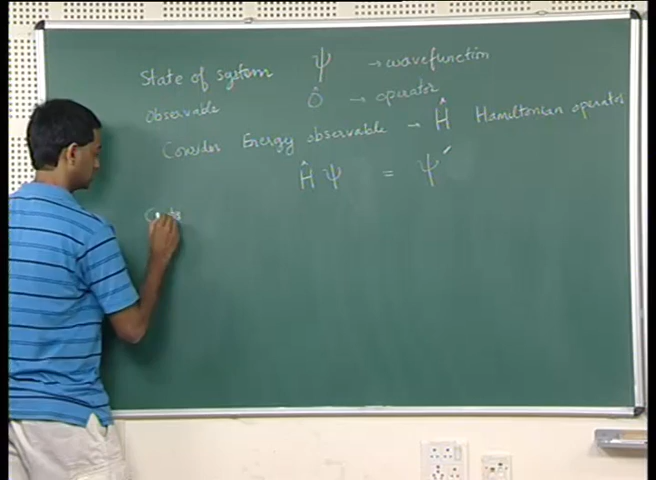 State of system ψ → wavefunction
Observable Ô → operator
Consider Energy observable → Ĥ Hamiltonian operator
Ĥ ψ = ψ′